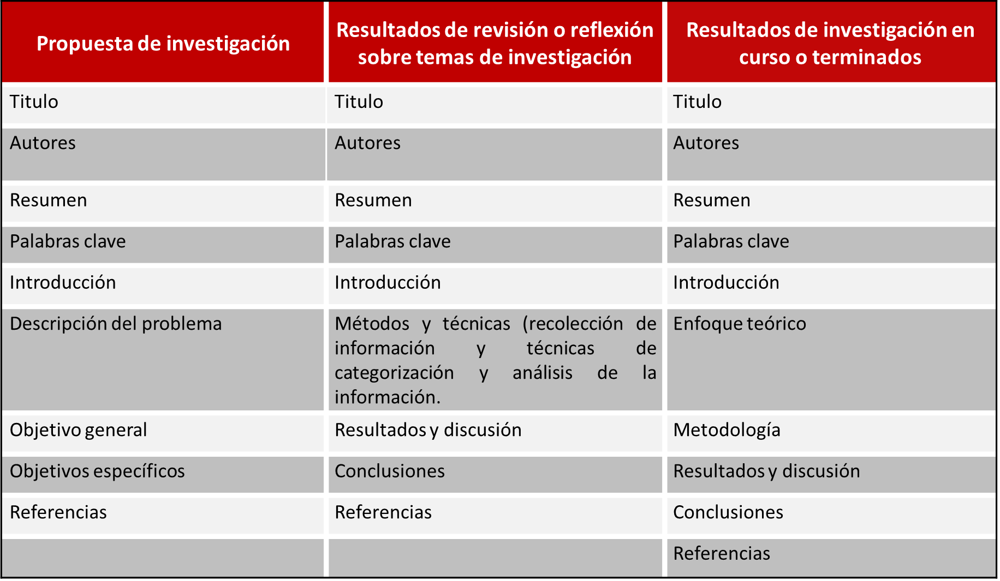 Propuesta de investigación
Resultados de revisión o reflexión
sobre temas de investigación
Resultados de investigación en
curso o terminados
Titulo
Titulo
Titulo
Autores
Autores
Autores
Resumen
Resumen
Resumen
Palabras clave
Palabras clave
Palabras clave
Introducción
Introducción
Introducción
Descripción del problema
Métodos y técnicas (recolección de
información y técnicas de
categorización y análisis de la
información.
Enfoque teórico
Objetivo general
Resultados y discusión
Metodología
Objetivos específicos
Conclusiones
Resultados y discusión
Referencias
Referencias
Conclusiones
Referencias